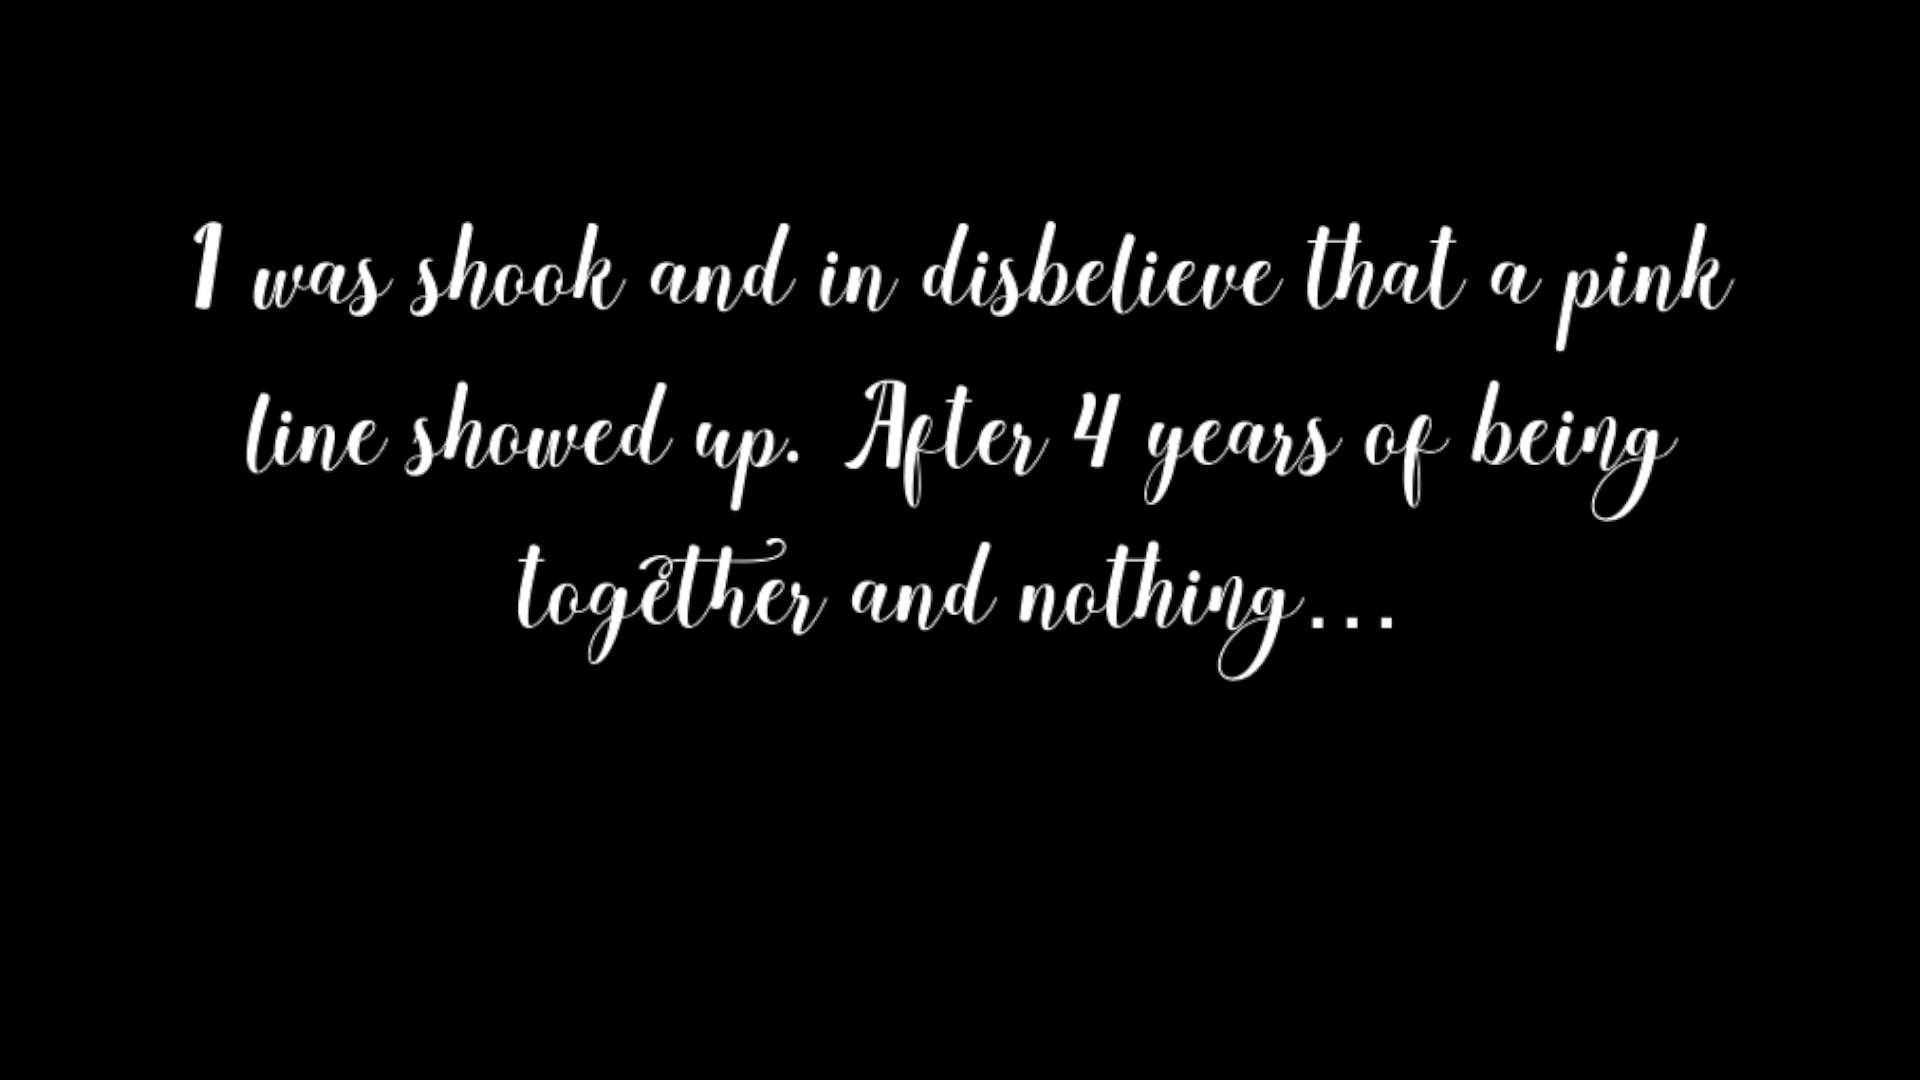 I was shook and in disbelieve that a pink
line showed up. After 4 years of being
together and nothing...